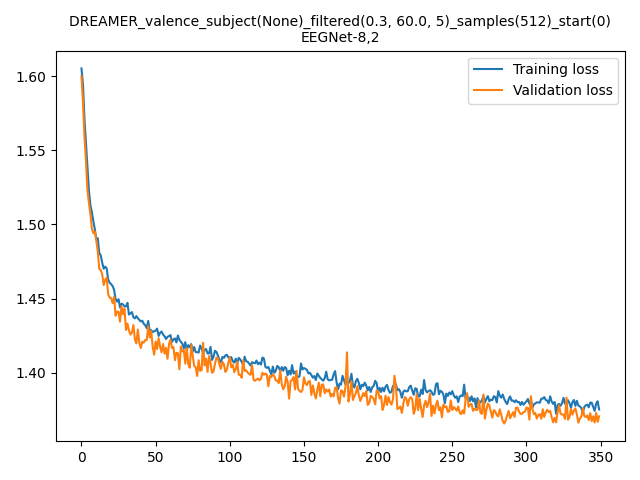 DREAMER_valence_subject(None)_filtered(0.3, 60.0, 5)_samples(512)_start(0)
EEGNet-8,2
Training loss
Validation loss
1.60
1.55
1.50
1.45
1.40
0 50 100 150 200 250 300 350